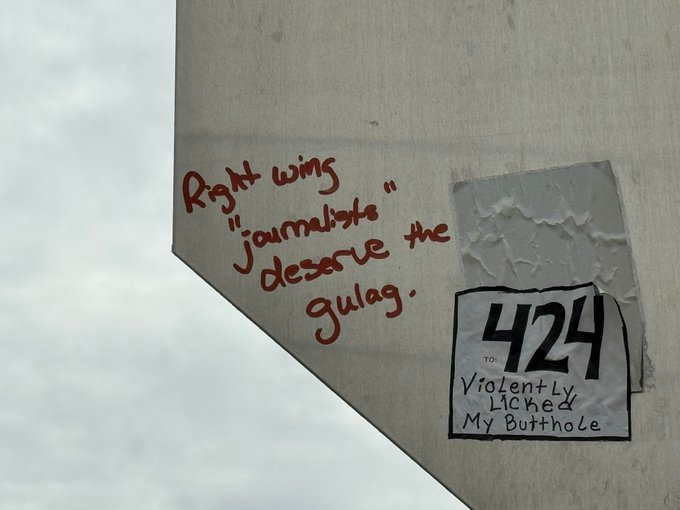 Right wing
"journalists"
deserve the
gulag.
424
TO:
Violently
Licked
My Butthole